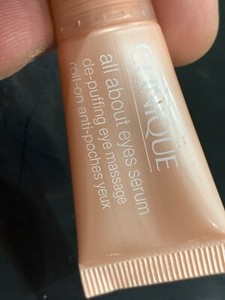 CLINIQUE
all about eyes serum
de-puffing eye massage
roll-on anti-poches yeux